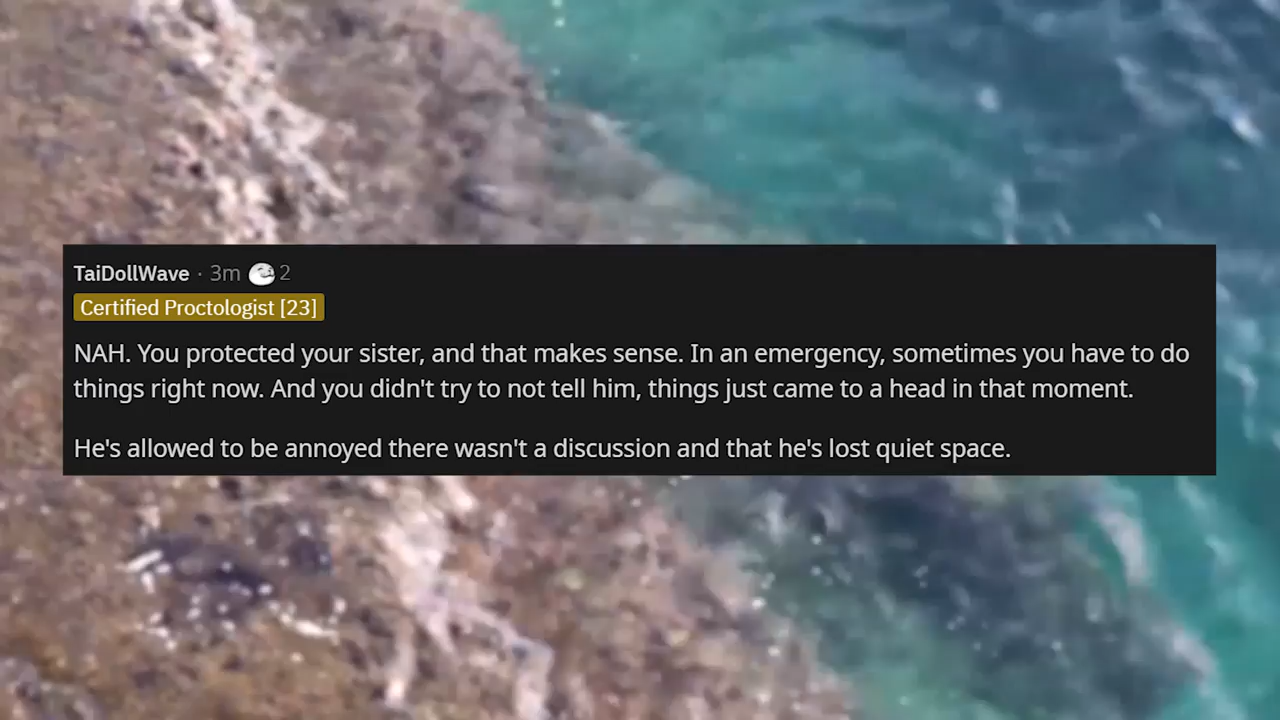 TaiDollWave · 3m 2
Certified Proctologist [23]
NAH. You protected your sister, and that makes sense. In an emergency, sometimes you have to do
things right now. And you didn't try to not tell him, things just came to a head in that moment.
He's allowed to be annoyed there wasn't a discussion and that he's lost quiet space.